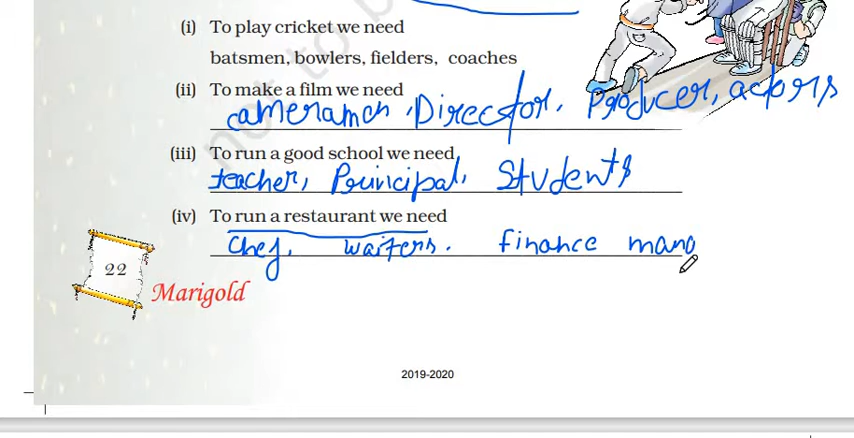 (i) To play cricket we need
batsmen, bowlers, fielders, coaches
(ii) To make a film we need
cameraman, Director, Producer, actors
(iii) To run a good school we need
teacher, Principal, Students
(iv) To run a restaurant we need
Chef, waiters. finance mana
22
Marigold
2019-2020